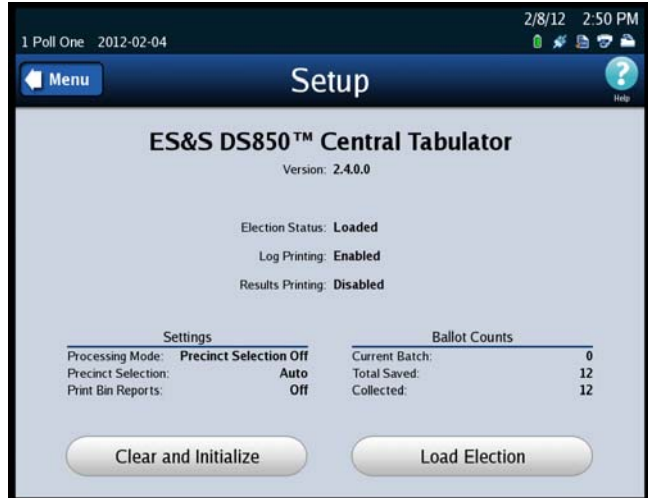 2/8/12 2:50 PM
1 Poll One 2012-02-04
Menu
Setup
Help
ES&S DS850™ Central Tabulator
Version: 2.4.0.0
Election Status: Loaded
Log Printing: Enabled
Results Printing: Disabled
Settings
Processing Mode: Precinct Selection Off
Precinct Selection: Auto
Print Bin Reports: Off
Ballot Counts
Current Batch: 0
Total Saved: 12
Collected: 12
Clear and Initialize
Load Election